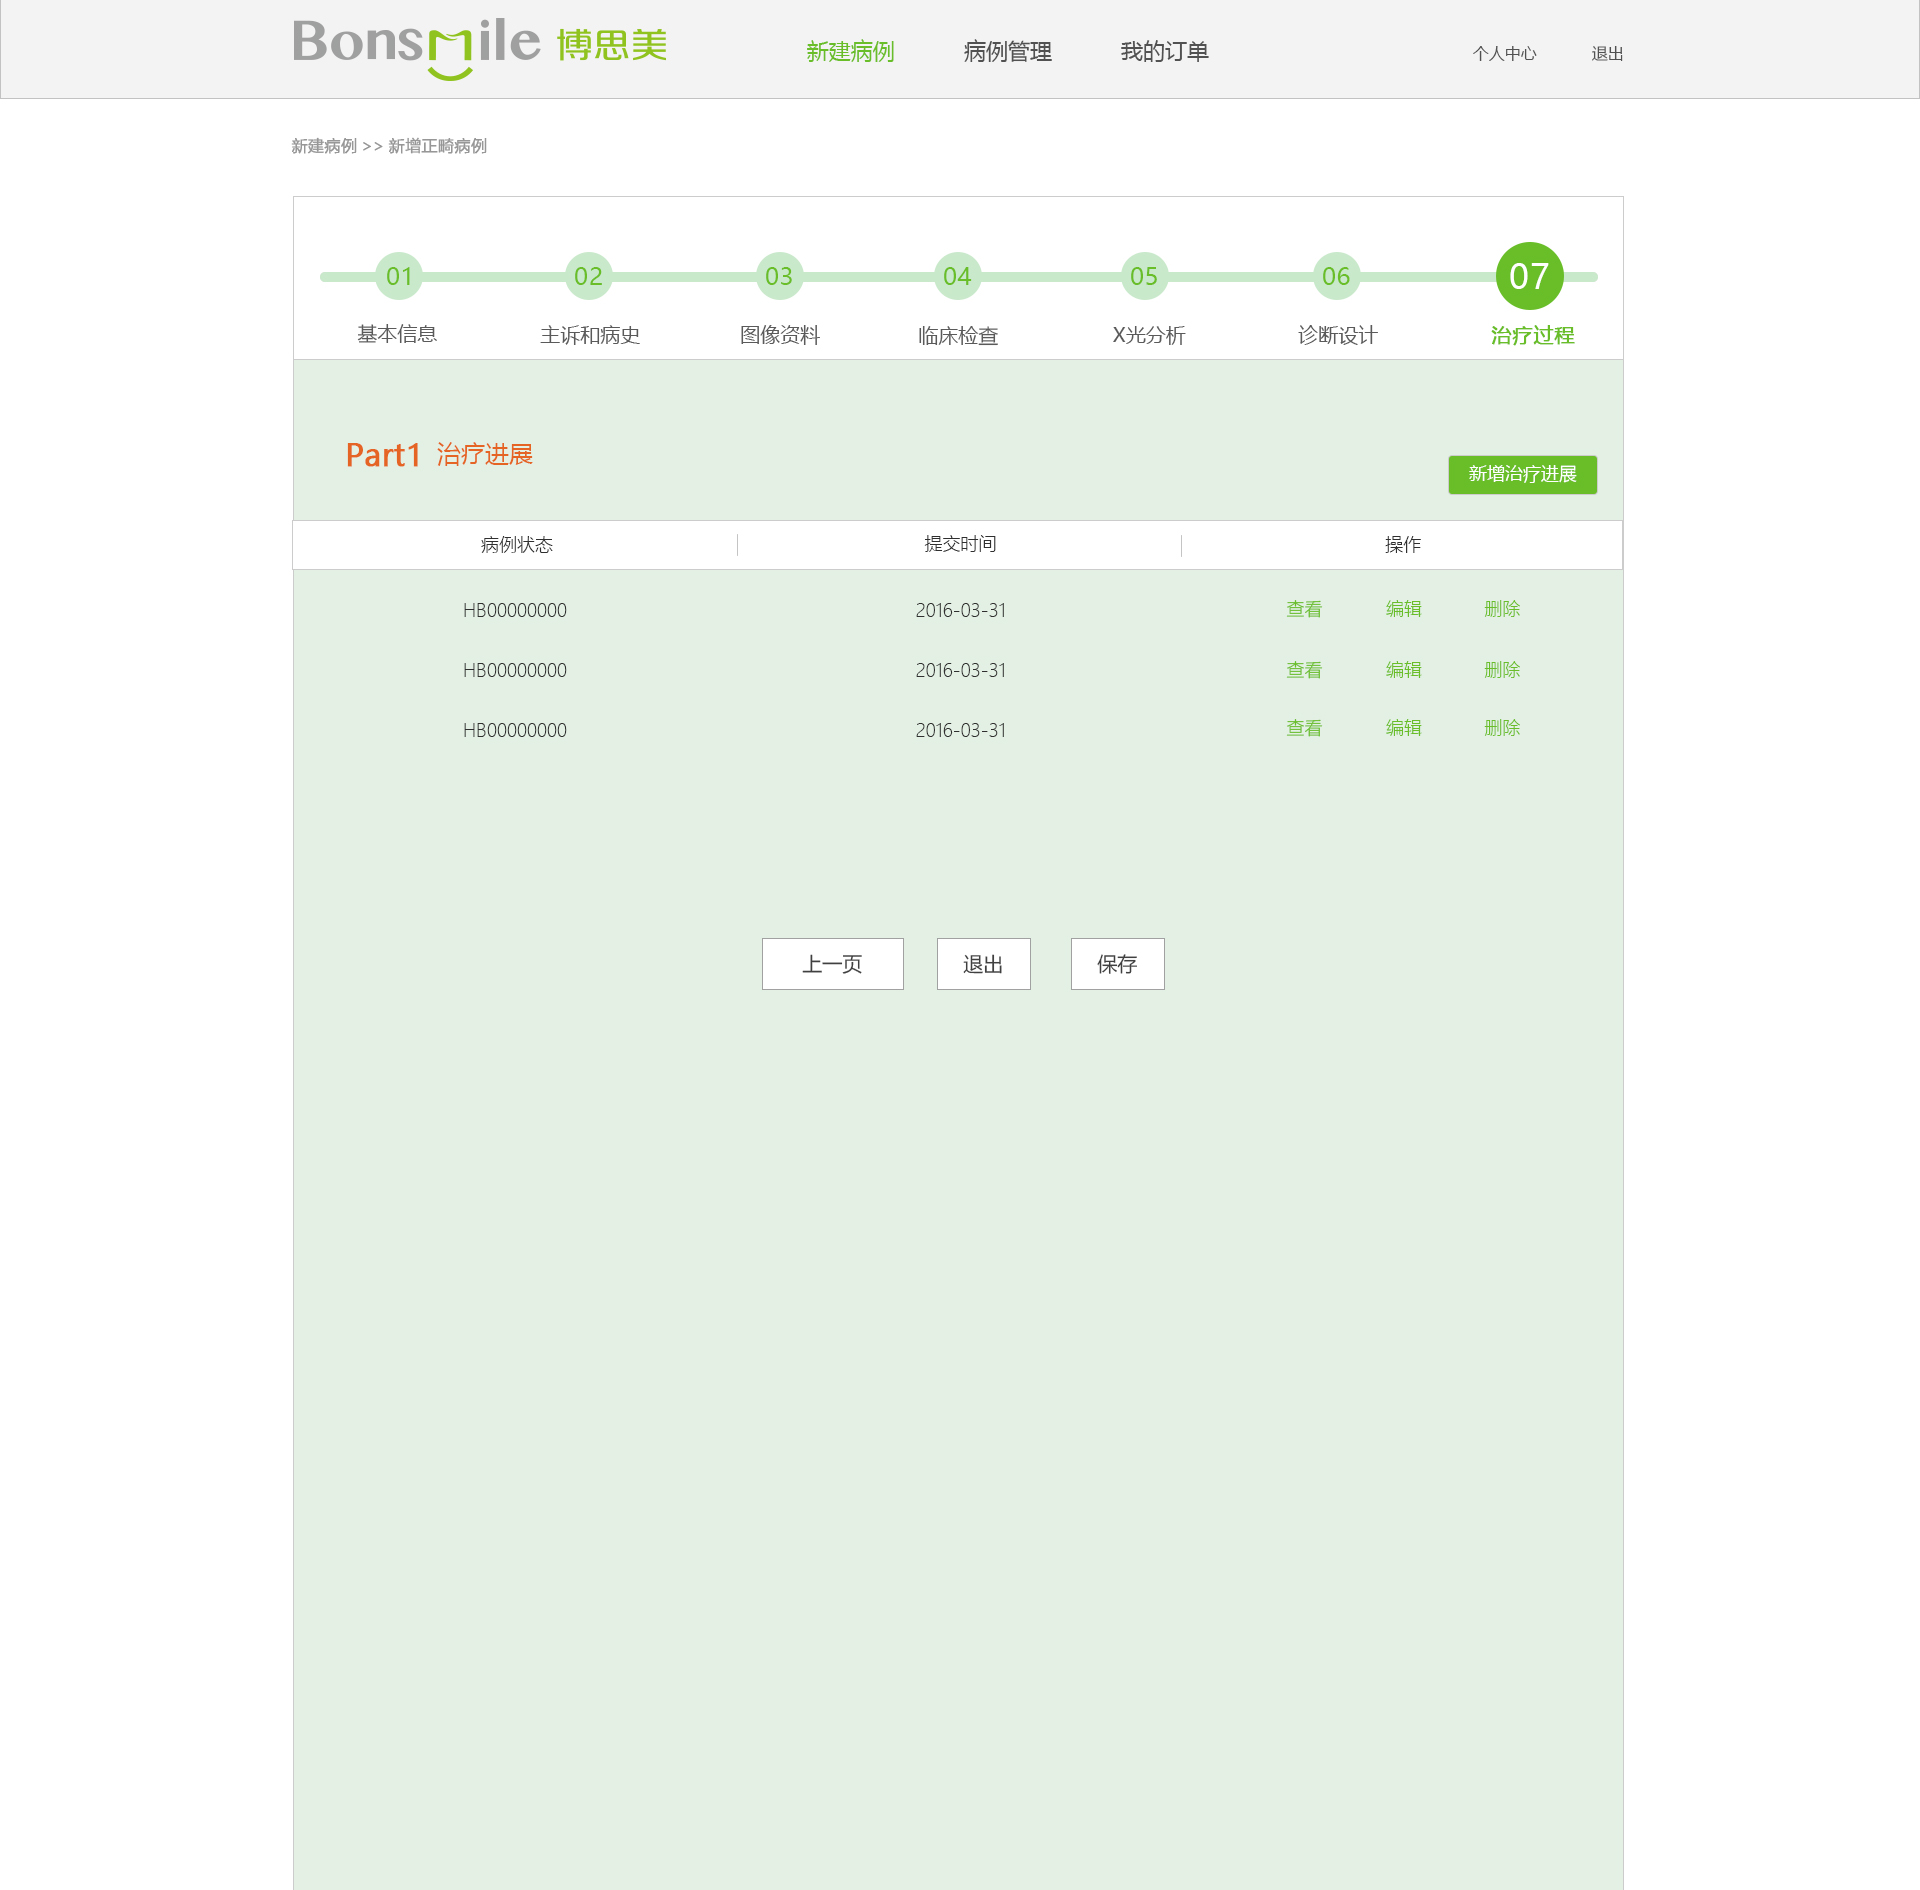 Bonsmile 博思美 新建病例 病例管理 我的订单 个人中心 退出
新建病例 >> 新增正畸病例
01 02 03 04 05 06 07
基本信息 主诉和病史 图像资料 临床检查 X光分析 诊断设计 治疗过程
Part1 治疗进展
新增治疗进展
病例状态 提交时间 操作
HB00000000 2016-03-31 查看 编辑 删除
HB00000000 2016-03-31 查看 编辑 删除
HB00000000 2016-03-31 查看 编辑 删除
上一页 退出 保存